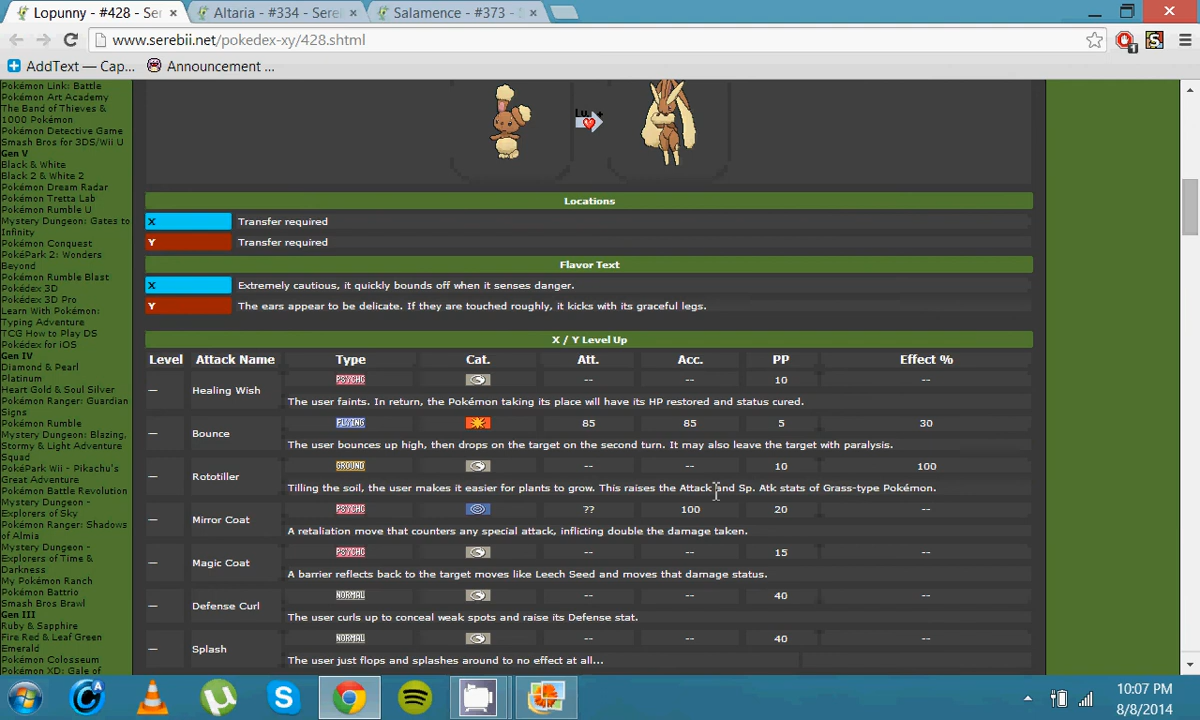 Lopunny - #428 - Ser
Altaria - #334 - Sere
Salamence - #373 -
www.serebii.net/pokedex-xy/428.shtml
AddText — Cap...
Announcement ...
Pokémon Link: Battle
Pokémon Art Academy
The Band of Thieves &
1000 Pokémon
Pokémon Detective Game
Smash Bros for 3DS/Wii U
Gen V
Black & White
Black 2 & White 2
Pokémon Dream Radar
Pokémon Tretta Lab
Pokémon Rumble U
Mystery Dungeon: Gates to
Infinity
Pokémon Conquest
PokéPark 2: Wonders
Beyond
Pokémon Rumble Blast
Pokédex 3D
Pokédex 3D Pro
Learn With Pokémon:
Typing Adventure
TCG How to Play DS
Pokédex for iOS
Gen IV
Diamond & Pearl
Platinum
Heart Gold & Soul Silver
Pokémon Ranger: Guardian
Signs
Pokémon Rumble
Mystery Dungeon: Blazing,
Stormy & Light Adventure
Squad
PokéPark Wii - Pikachu's
Great Adventure
Pokémon Battle Revolution
Mystery Dungeon -
Explorers of Sky
Pokémon Ranger: Shadows
of Almia
Mystery Dungeon -
Explorers of Time &
Darkness
My Pokémon Ranch
Pokémon Battrio
Smash Bros Brawl
Gen III
Ruby & Sapphire
Fire Red & Leaf Green
Emerald
Pokémon Colosseum
Pokémon XD: Gale of
Locations
X Transfer required
Y Transfer required
Flavor Text
X Extremely cautious, it quickly bounds off when it senses danger.
Y The ears appear to be delicate. If they are touched roughly, it kicks with its graceful legs.
X / Y Level Up
Level Attack Name Type Cat. Att. Acc. PP Effect %
— Healing Wish PSYCHC -- -- 10 --
The user faints. In return, the Pokémon taking its place will have its HP restored and status cured.
— Bounce FLYING 85 85 5 30
The user bounces up high, then drops on the target on the second turn. It may also leave the target with paralysis.
— Rototiller GROUND -- -- 10 100
Tilling the soil, the user makes it easier for plants to grow. This raises the Attack and Sp. Atk stats of Grass-type Pokémon.
— Mirror Coat PSYCHC ?? 100 20 --
A retaliation move that counters any special attack, inflicting double the damage taken.
— Magic Coat PSYCHC -- -- 15 --
A barrier reflects back to the target moves like Leech Seed and moves that damage status.
— Defense Curl NORMAL -- -- 40 --
The user curls up to conceal weak spots and raise its Defense stat.
— Splash NORMAL -- -- 40 --
The user just flops and splashes around to no effect at all...
10:07 PM
8/8/2014